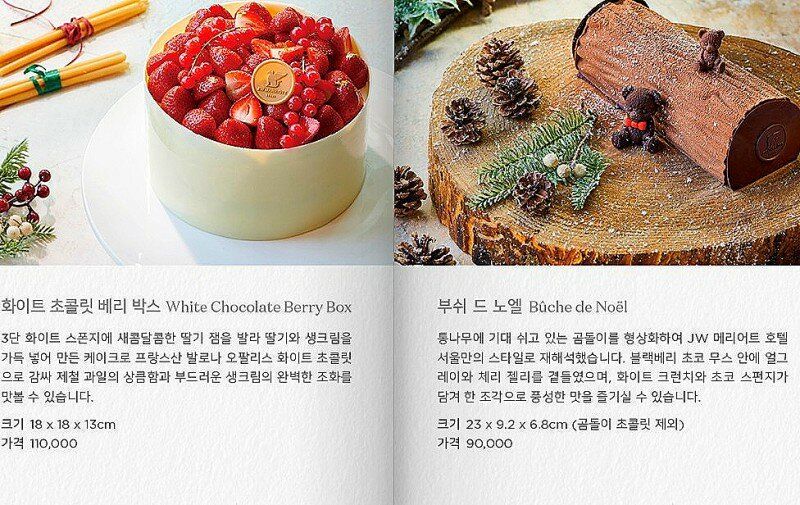 화이트 초콜릿 베리 박스 White Chocolate Berry Box
3단 화이트 스폰지에 새콤달콤한 딸기 잼을 발라 딸기와 생크림을
가득 넣어 만든 케이크로 프랑스산 발로나 오팔리스 화이트 초콜릿
으로 감싸 제철 과일의 상큼함과 부드러운 생크림의 완벽한 조화를
맛볼 수 있습니다.
크기 18 x 18 x 13cm
가격 110,000
부쉬 드 노엘 Bûche de Noël
통나무에 기대 쉬고 있는 곰돌이를 형상화하여 JW 메리어트 호텔
서울만의 스타일로 재해석했습니다. 블랙베리 초코 무스 안에 얼그
레이와 체리 젤리를 곁들였으며, 화이트 크런치와 초코 스펀지가
담겨 한 조각으로 풍성한 맛을 즐기실 수 있습니다.
크기 23 x 9.2 x 6.8cm (곰돌이 초콜릿 제외)
가격 90,000